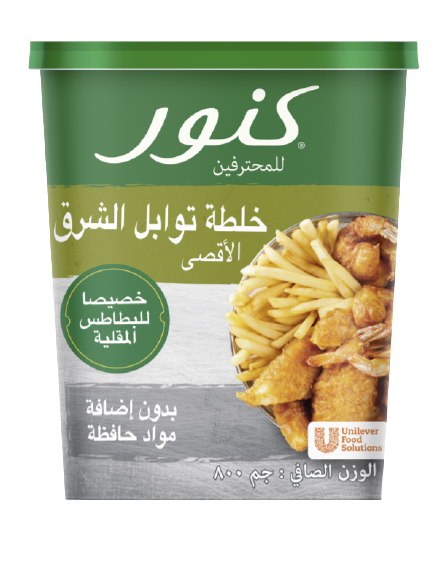 كنور®
للمحترفين
خلطة توابل الشرق
الأقصى
خصيصا
للبطاطس
المقلية
بدون إضافة
مواد حافظة
Unilever
Food
Solutions
الوزن الصافي : جم ٨٠٠